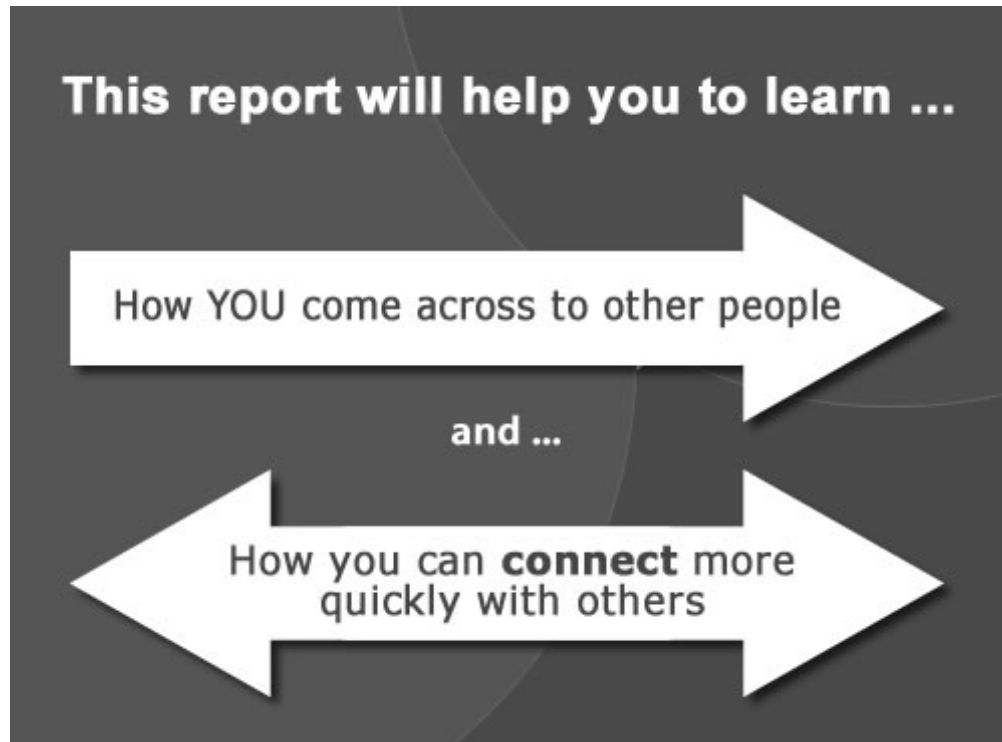 This report will help you to learn ...
How YOU come across to other people
and ...
How you can connect more
quickly with others